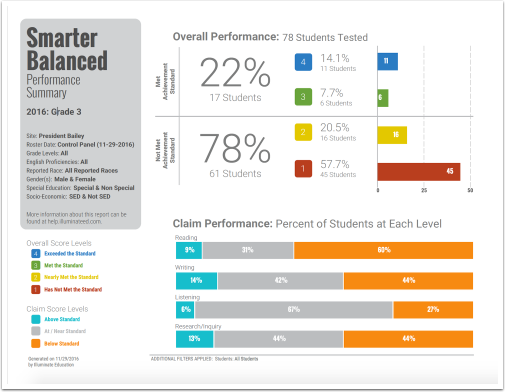 Smarter
Balanced
Performance
Summary
2016: Grade 3
Site: President Bailey
Roster Date: Control Panel (11-29-2016)
Grade Levels: All
English Proficiencies: All
Reported Race: All Reported Races
Gender(s): Male & Female
Special Education: Special & Non Special
Socio-Economic: SED & Not SED
More information about this report can be
found at help.illuminateed.com
Overall Score Levels
4 Exceeded the Standard
3 Met the Standard
2 Nearly Met the Standard
1 Has Not Met the Standard
Claim Score Levels
Above Standard
At / Near Standard
Below Standard
Generated on 11/29/2016
by Illuminate Education
Overall Performance: 78 Students Tested
Met
Achievement
Standard
22%
17 Students
4 14.1%
11 Students
11
3 7.7%
6 Students
6
Not Met
Achievement
Standard
78%
61 Students
2 20.5%
16 Students
16
1 57.7%
45 Students
45
0 25 50
Claim Performance: Percent of Students at Each Level
Reading
9% 31% 60%
Writing
14% 42% 44%
Listening
6% 67% 27%
Research/Inquiry
13% 44% 44%
ADDITIONAL FILTERS APPLIED: Students: All Students